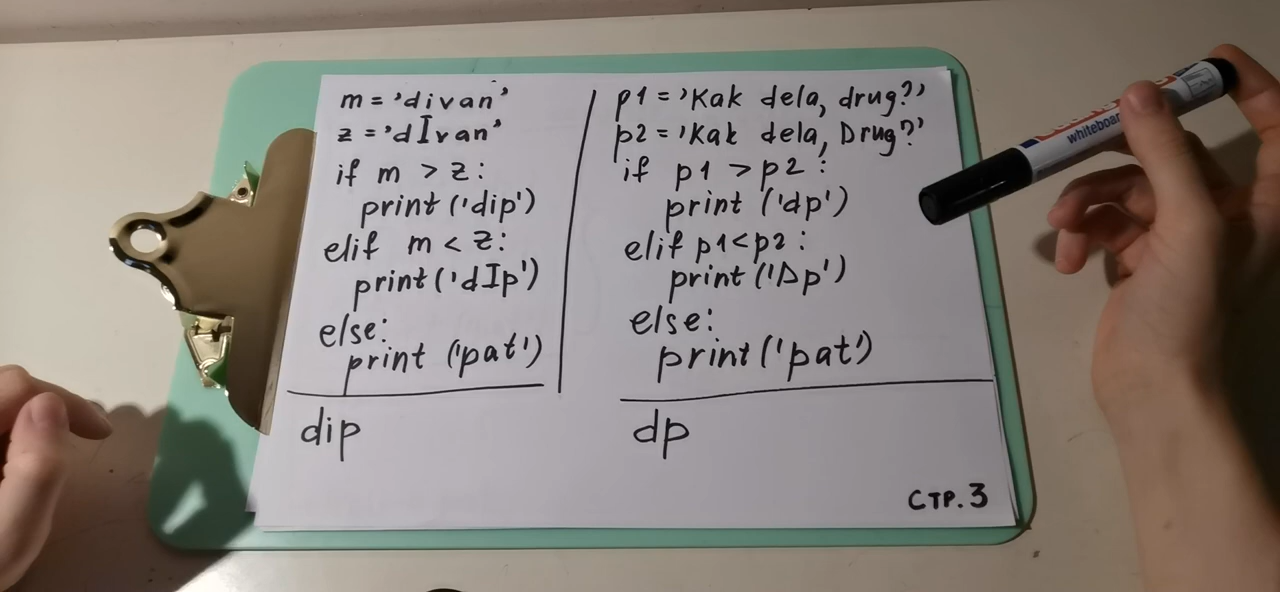 m = 'divan'
z = 'dIvan'
if m > z:
print ('dip')
elif m < z:
print('dIp')
else:
print ('pat')
dip
p1 = 'Kak dela, drug?'
p2 = 'Kak dela, Drug?'
if p1 > p2 :
print ('dp')
elif p1<p2 :
print ('Dp')
else:
print ('pat')
dp
СТР. 3